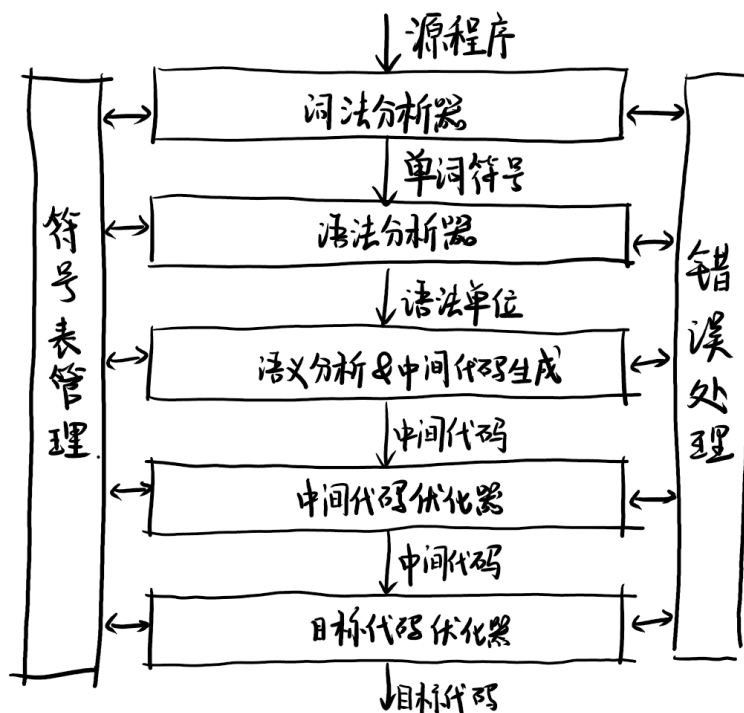 源程序
词法分析器
单词符号
语法分析器
语法单位
语义分析&中间代码生成
中间代码
中间代码优化器
中间代码
目标代码优化器
目标代码
符号表管理
错误处理